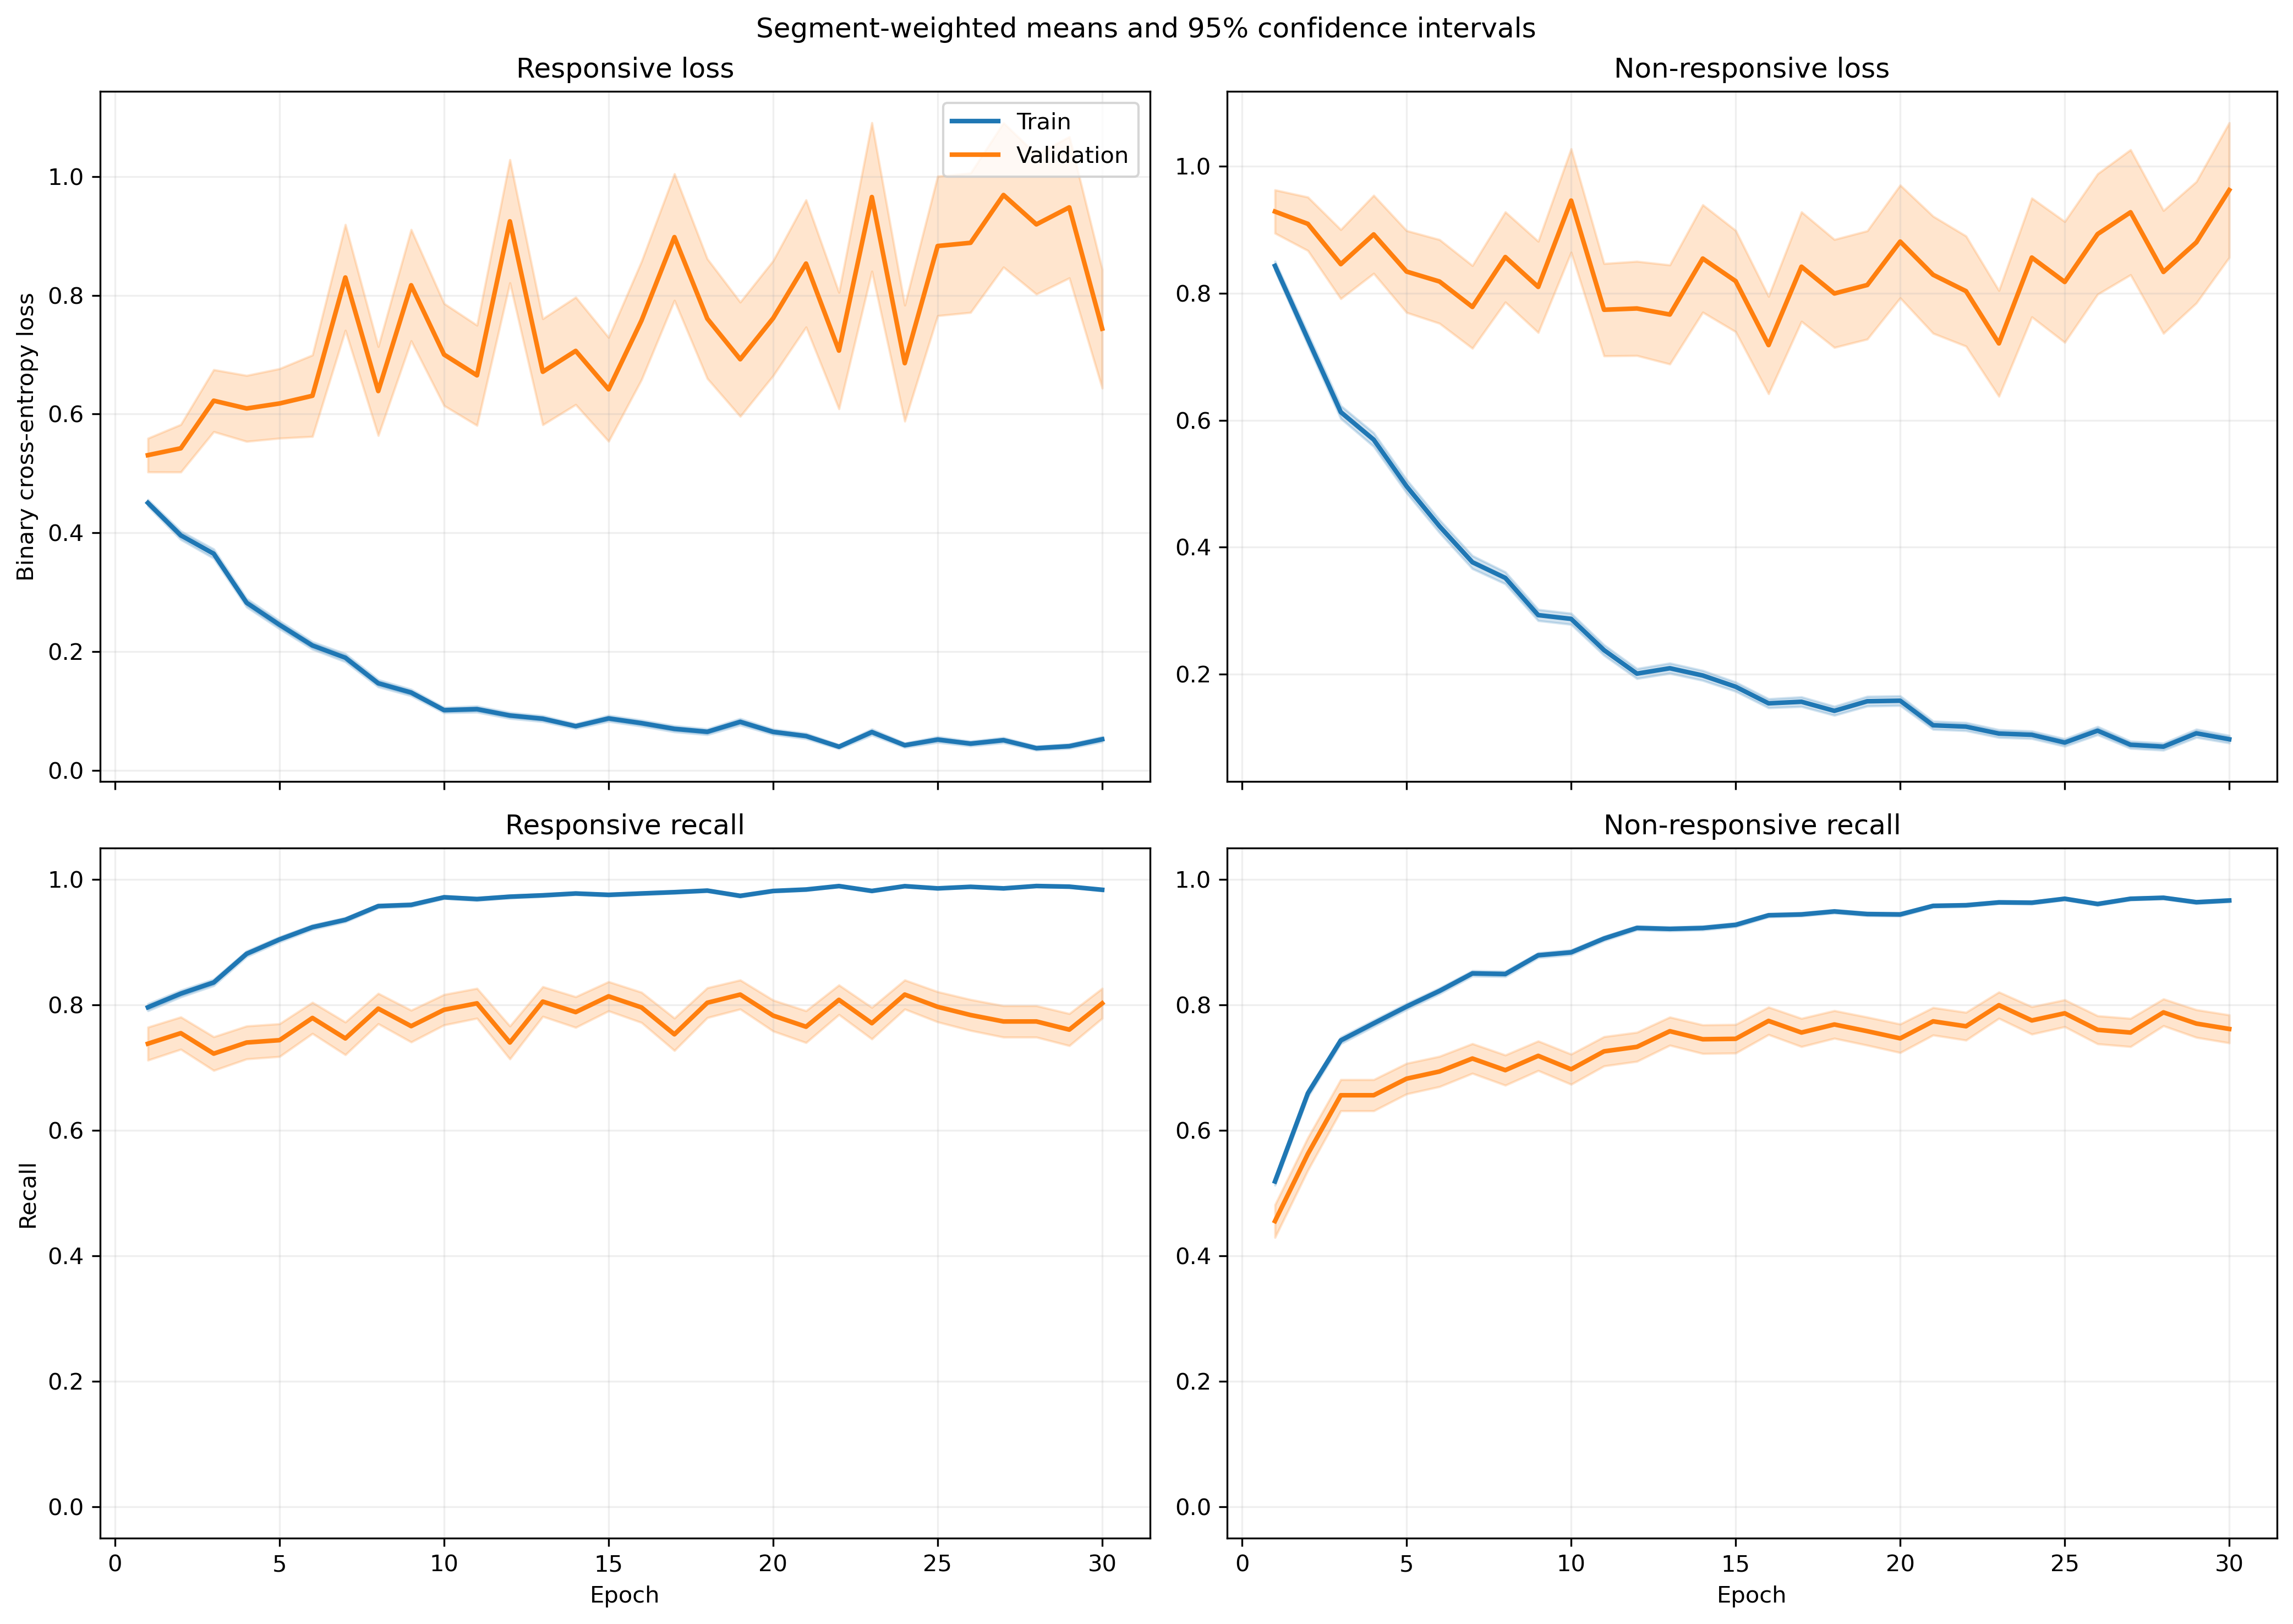 Segment-weighted means and 95% confidence intervals
Responsive loss
Non-responsive loss
Train
Validation
Binary cross-entropy loss
1.0
0.8
0.6
0.4
0.2
0.0
1.0
0.8
0.6
0.4
0.2
Responsive recall
Non-responsive recall
Recall
1.0
0.8
0.6
0.4
0.2
0.0
0 5 10 15 20 25 30
Epoch
1.0
0.8
0.6
0.4
0.2
0.0
0 5 10 15 20 25 30
Epoch